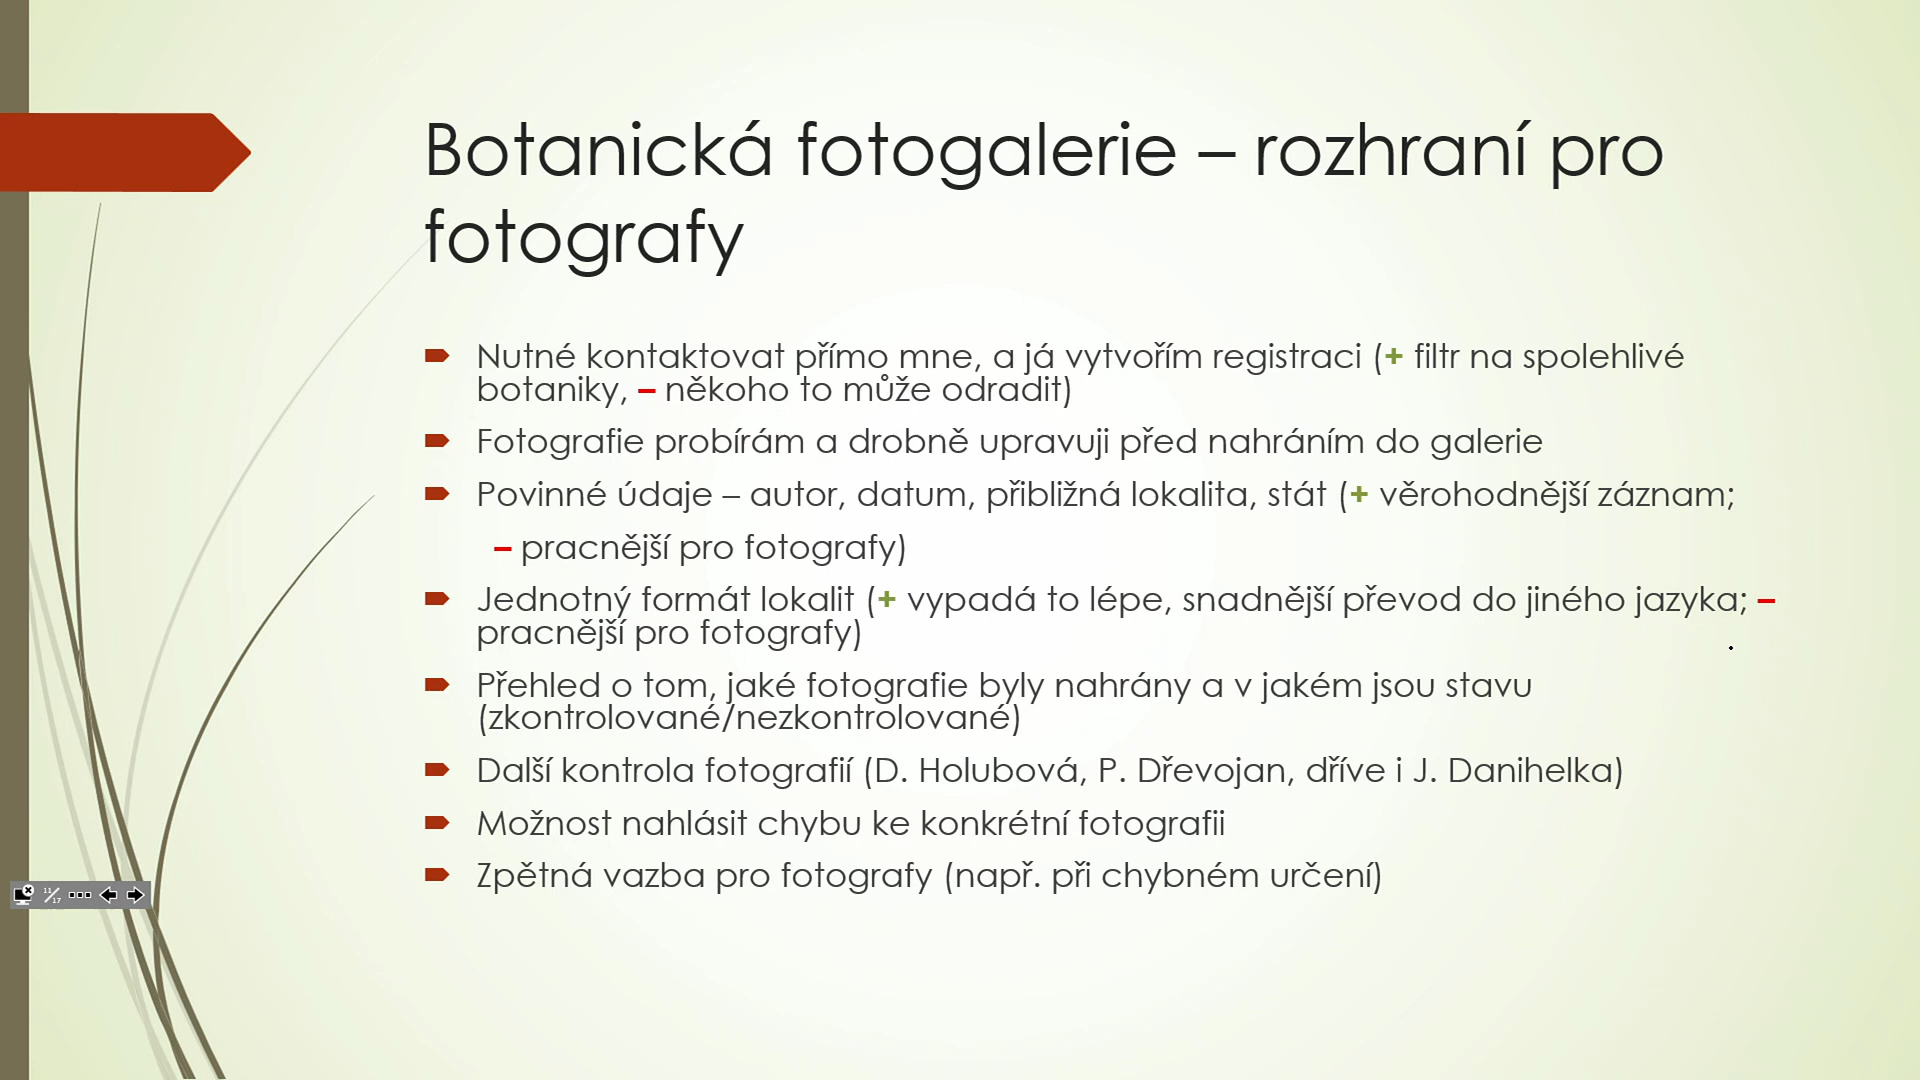 Botanická fotogalerie – rozhraní pro
fotografy
Nutné kontaktovat přímo mne, a já vytvořím registraci (+ filtr na spolehlivé
botaniky, – někoho to může odradit)
Fotografie probírám a drobně upravuji před nahráním do galerie
Povinné údaje – autor, datum, přibližná lokalita, stát (+ věrohodnější záznam;
– pracnější pro fotografy)
Jednotný formát lokalit (+ vypadá to lépe, snadnější převod do jiného jazyka; –
pracnější pro fotografy)
Přehled o tom, jaké fotografie byly nahrány a v jakém jsou stavu
(zkontrolované/nezkontrolované)
Další kontrola fotografií (D. Holubová, P. Dřevojan, dříve i J. Danihelka)
Možnost nahlásit chybu ke konkrétní fotografii
Zpětná vazba pro fotografy (např. při chybném určení)
11/17